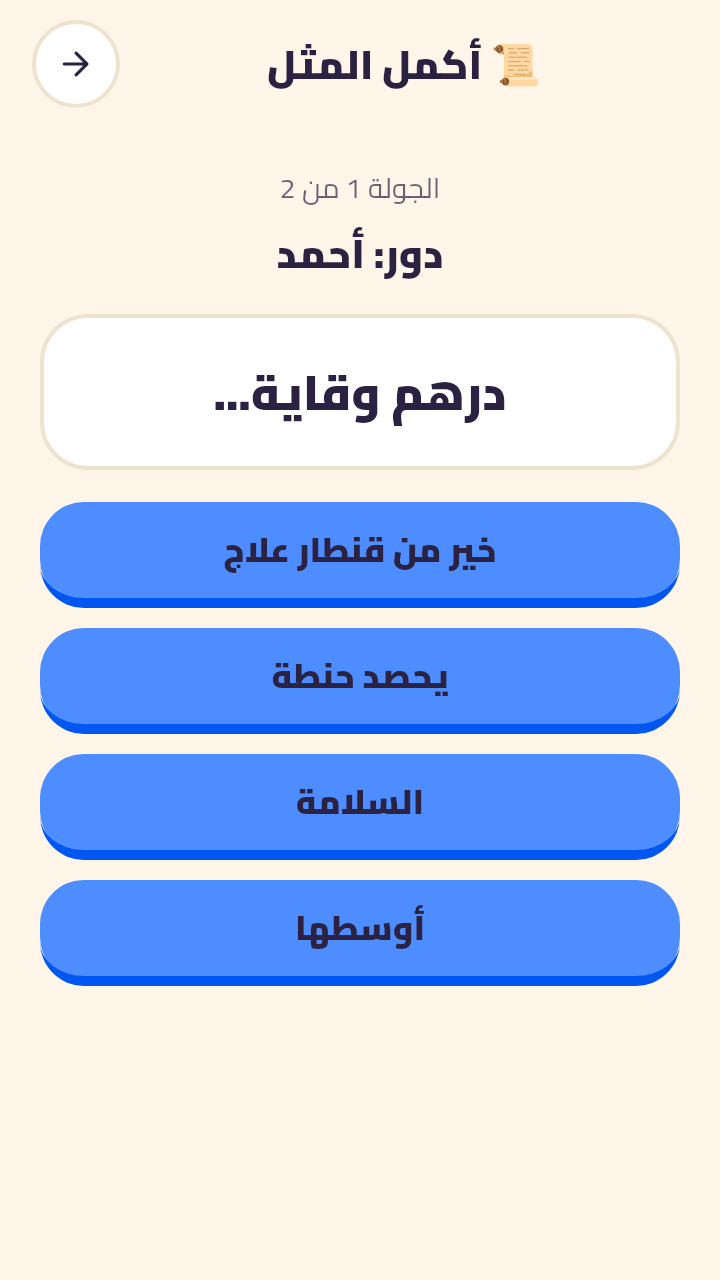 📜 أكمل المثل
الجولة 1 من 2
دور: أحمد
درهم وقاية...
خير من قنطار علاج
يحصد حنطة
السلامة
أوسطها